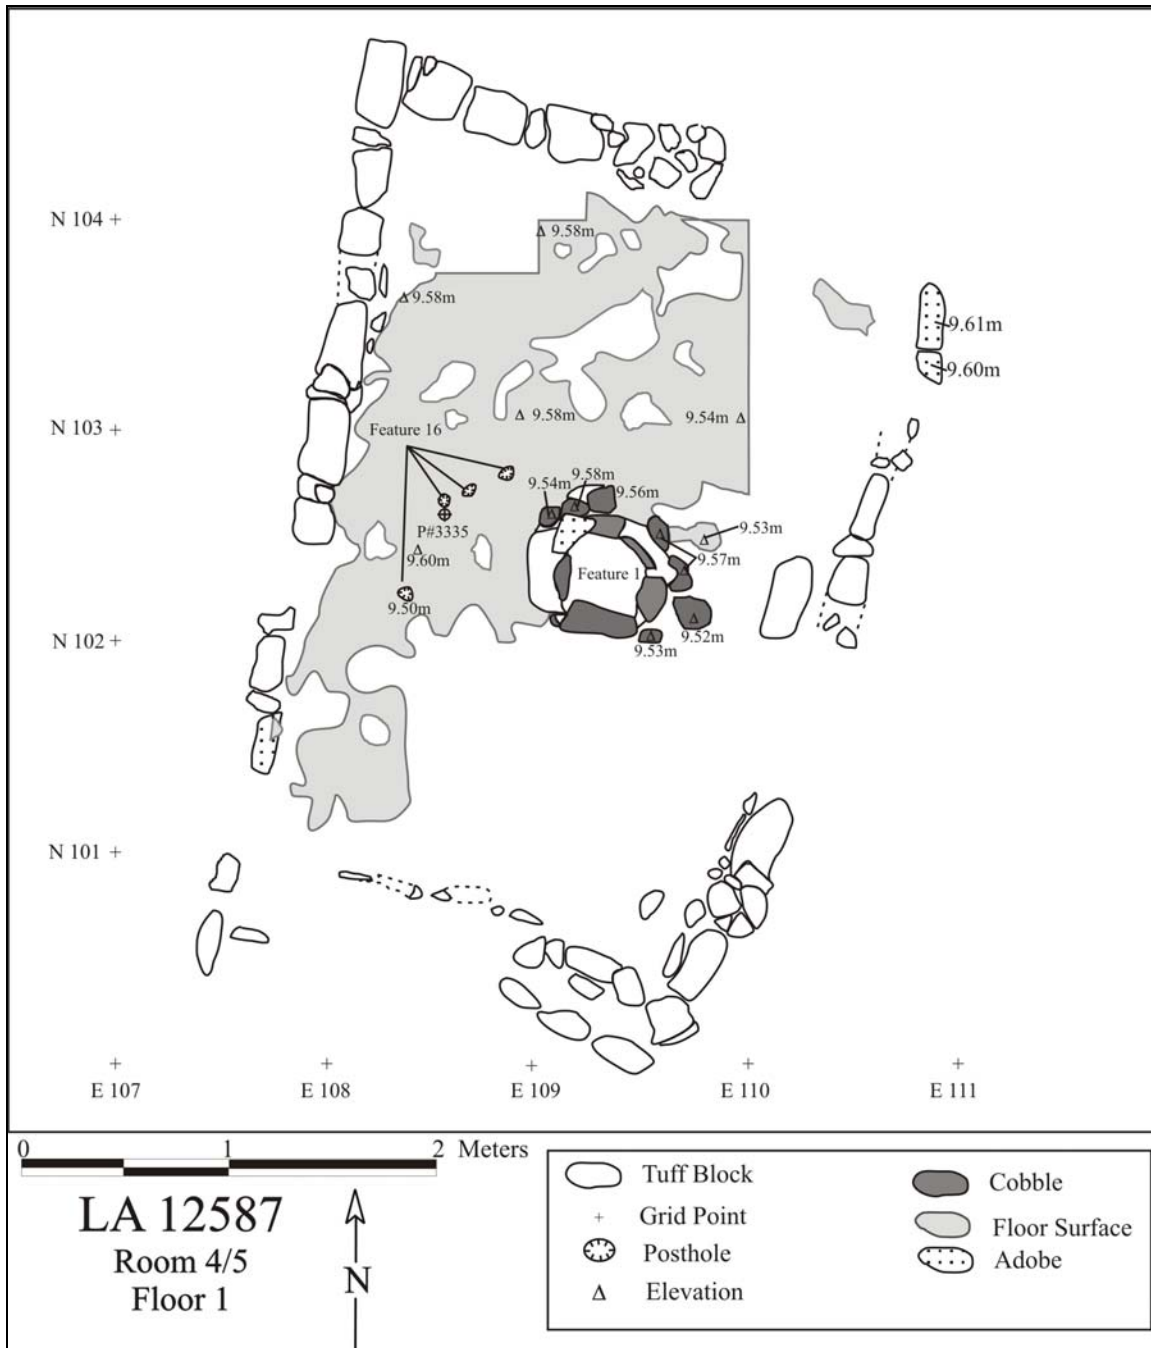 N 104 +
9.58m
9.58m
9.61m
9.60m
9.58m
9.54m
N 103 +
Feature 16
9.58m
9.54m
9.56m
P#3335
9.53m
9.60m
9.57m
Feature 1
9.50m
9.52m
N 102 +
9.53m
N 101 +
E 107
E 108
E 109
E 110
E 111
0 1 2 Meters
LA 12587
Room 4/5
Floor 1
N
Tuff Block
+ Grid Point
Posthole
Elevation
Cobble
Floor Surface
Adobe